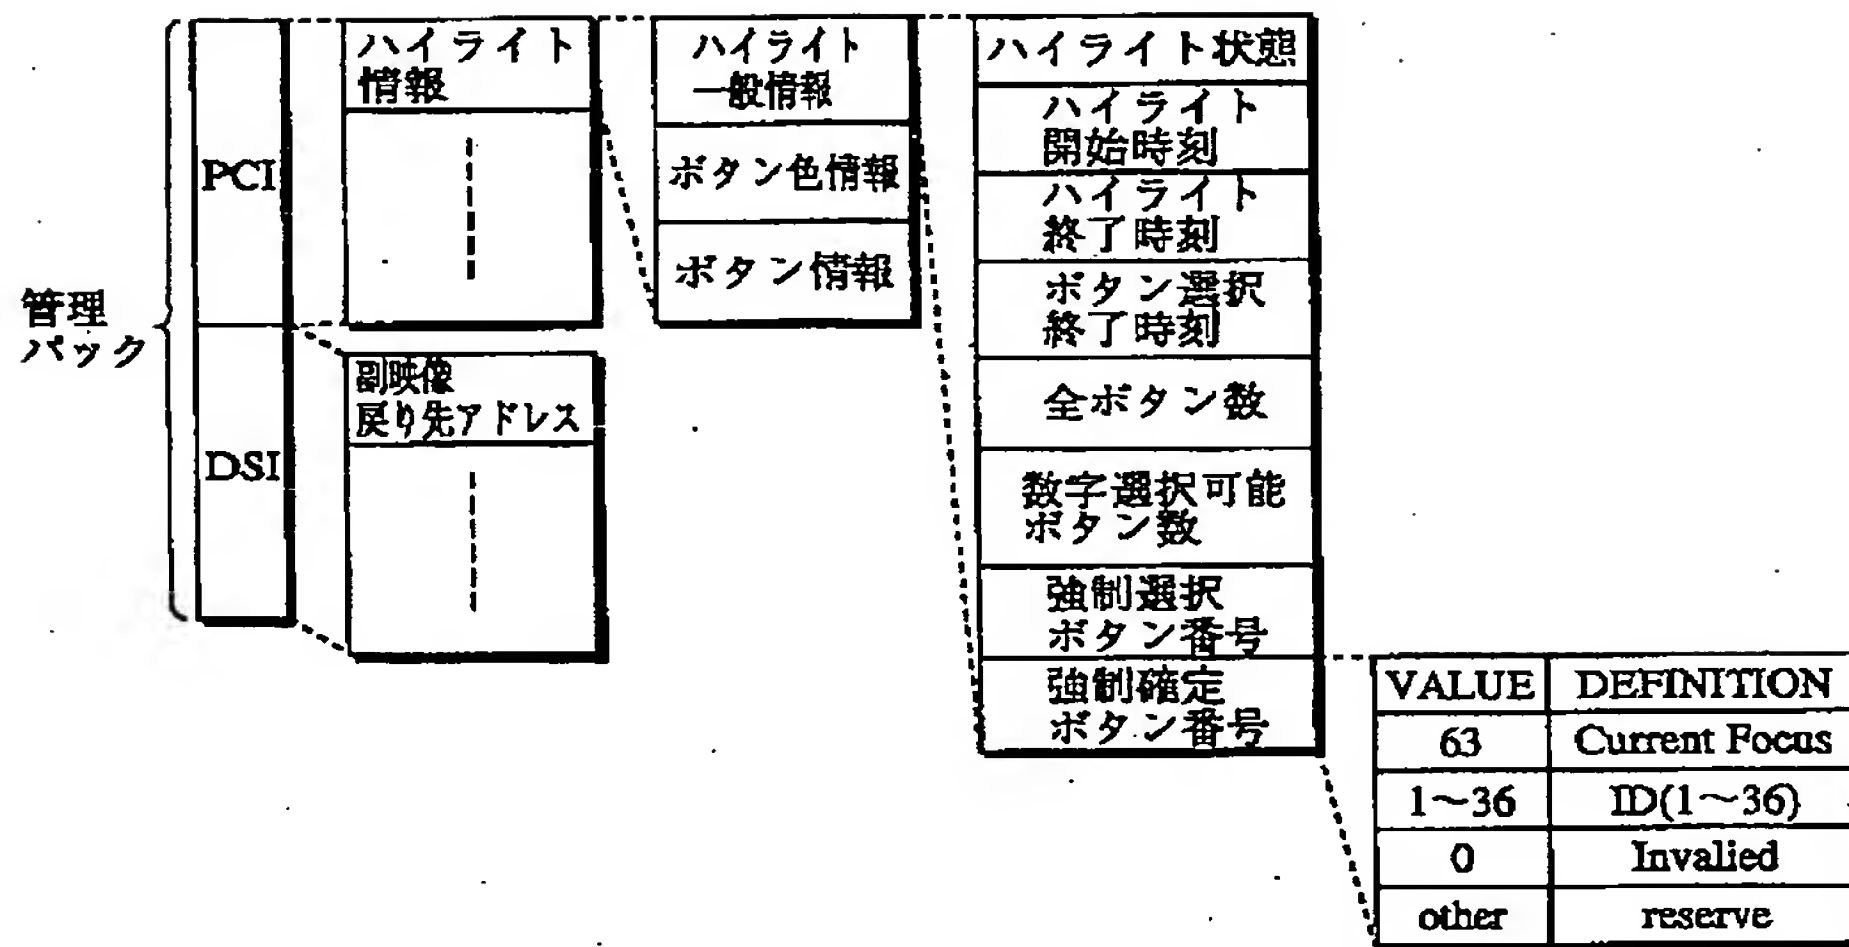 管理
パック
PCI
DSI
ハイライト
情報
副映像
戻り先アドレス
ハイライト
一般情報
ボタン色情報
ボタン情報
ハイライト状態
ハイライト
開始時刻
ハイライト
終了時刻
ボタン選択
終了時刻
全ボタン数
数字選択可能
ボタン数
強制選択
ボタン番号
強制確定
ボタン番号
VALUE DEFINITION
63 Current Focus
1～36 ID(1～36)
0 Invalied
other reserve